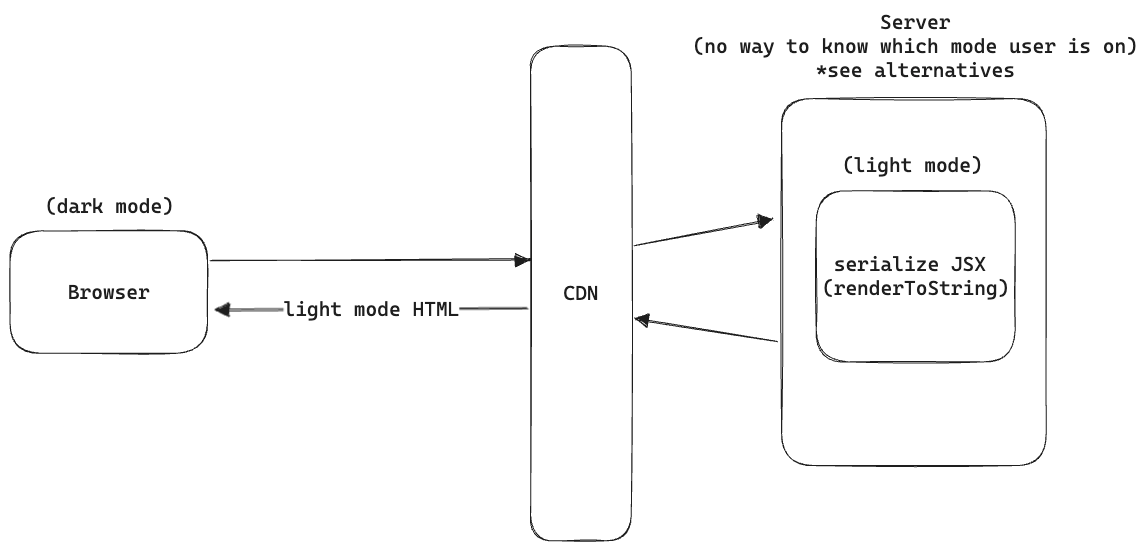 Server
(no way to know which mode user is on)
*see alternatives
(light mode)
(dark mode)
serialize JSX
(renderToString)
Browser
CDN
light mode HTML